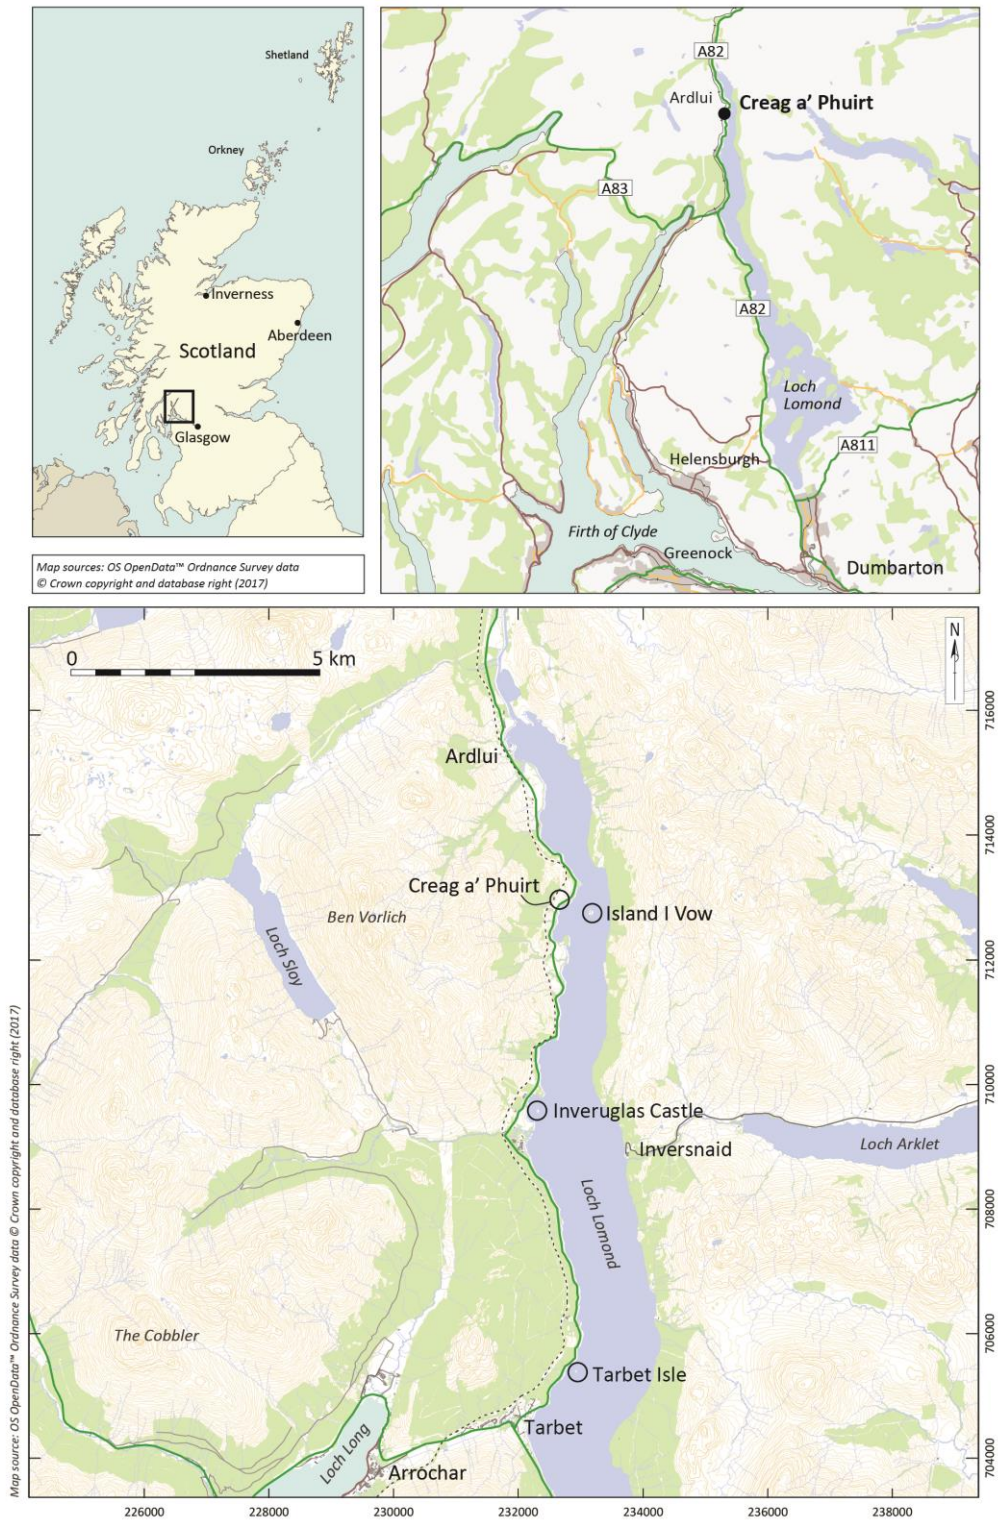 Shetland
Orkney
Inverness
Aberdeen
Scotland
Glasgow
Map sources: OS OpenData™ Ordnance Survey data
© Crown copyright and database right (2017)
A82
Ardlui
Creag a’ Phuirt
A83
A82
Loch
Lomond
A811
Helensburgh
Firth of Clyde
Greenock
Dumbarton
0 5 km
N
Ardlui
Creag a’ Phuirt
Ben Vorlich
Island I Vow
Loch Sloy
Inveruglas Castle
Inversnaid
Loch Arklet
Loch Lomond
The Cobbler
Tarbet Isle
Tarbet
Loch Long
Arrochar
716000
714000
712000
710000
708000
706000
704000
226000 228000 230000 232000 234000 236000 238000
Map source: OS OpenData™ Ordnance Survey data © Crown copyright and database right (2017)